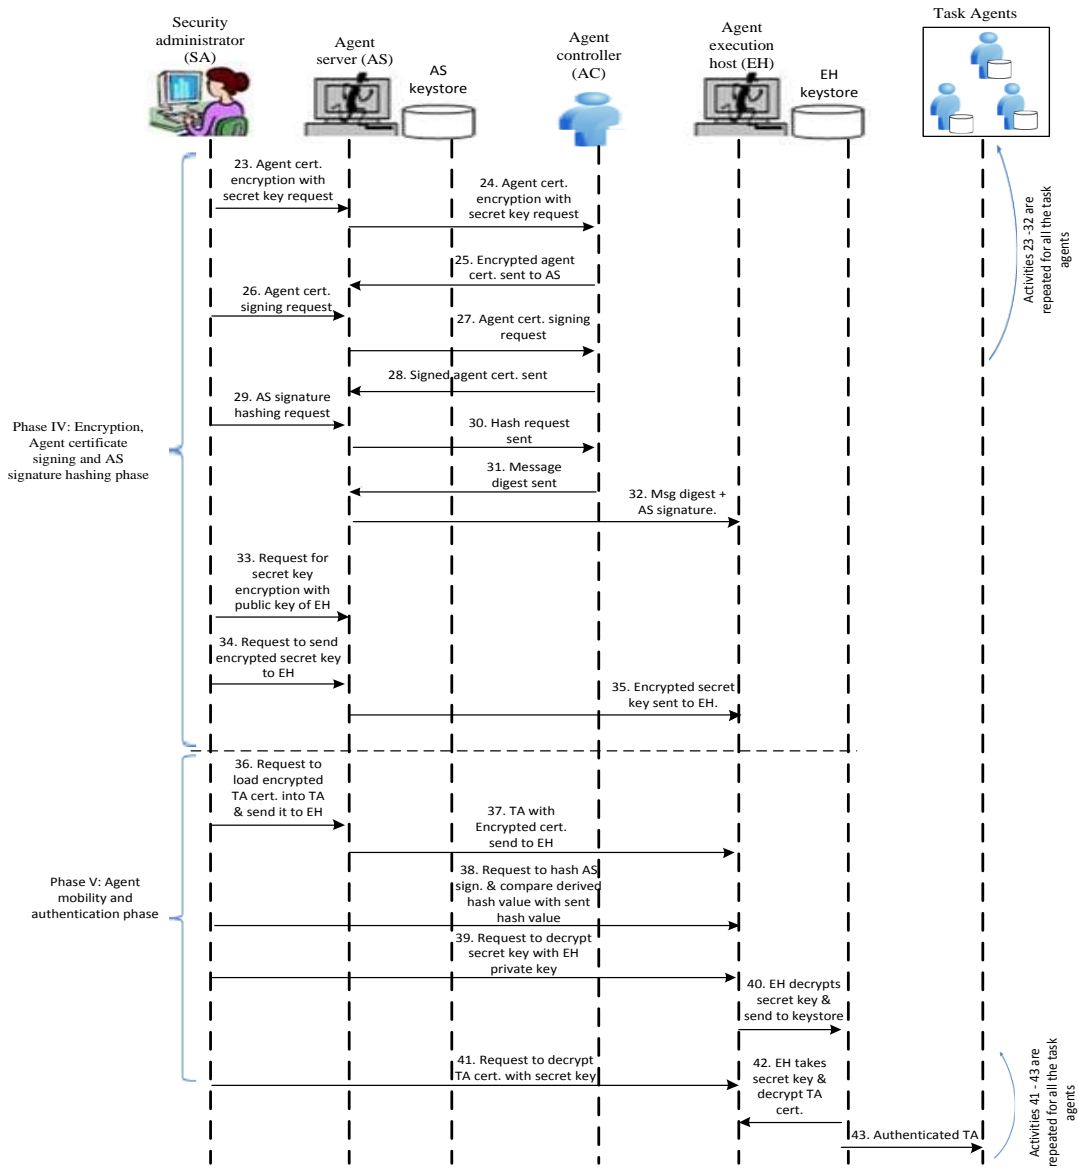 Security
administrator
(SA)
Agent
server (AS)
AS
keystore
Agent
controller
(AC)
Agent
execution
host (EH)
EH
keystore
Task Agents
23. Agent cert.
encryption with
secret key request
24. Agent cert.
encryption with
secret key request
25. Encrypted agent
cert. sent to AS
26. Agent cert.
signing request
27. Agent cert. signing
request
28. Signed agent cert. sent
29. AS signature
hashing request
30. Hash request
sent
31. Message
digest sent
32. Msg digest +
AS signature.
33. Request for
secret key
encryption with
public key of EH
34. Request to send
encrypted secret key
to EH
35. Encrypted secret
key sent to EH.
Activities 23 -32 are
repeated for all the task
agents
Phase IV: Encryption,
Agent certificate
signing and AS
signature hashing phase
36. Request to
load encrypted
TA cert. into TA
& send it to EH
37. TA with
Encrypted cert.
send to EH
38. Request to hash AS
sign. & compare derived
hash value with sent
hash value
39. Request to decrypt
secret key with EH
private key
40. EH decrypts
secret key &
send to keystore
41. Request to decrypt
TA cert. with secret key
42. EH takes
secret key &
decrypt TA
cert.
43. Authenticated TA
Phase V: Agent
mobility and
authentication phase
Activities 41 - 43 are
repeated for all the task
agents